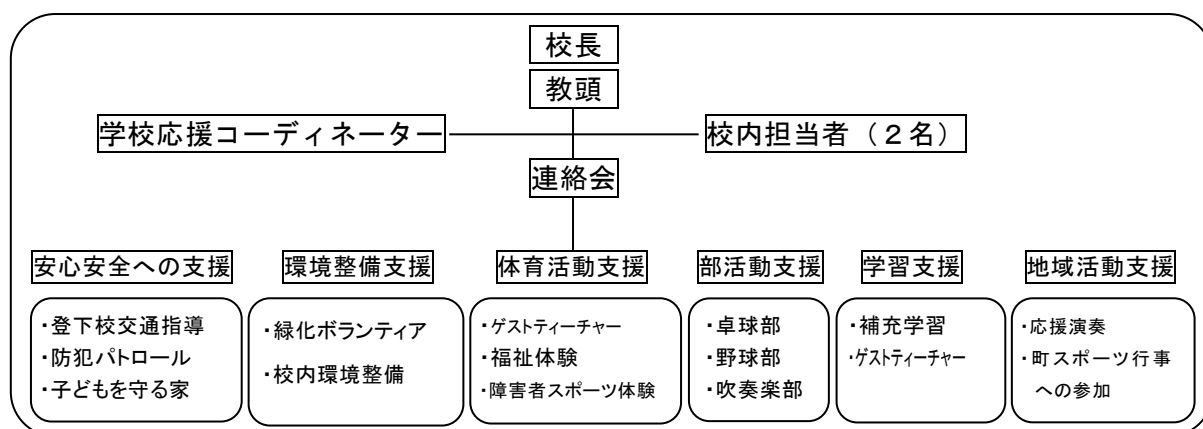 校長
教頭
学校応援コーディネーター
校内担当者（２名）
連絡会
安心安全への支援
環境整備支援
体育活動支援
部活動支援
学習支援
地域活動支援
・登下校交通指導
・防犯パトロール
・子どもを守る家
・緑化ボランティア
・校内環境整備
・ゲストティーチャー
・福祉体験
・障害者スポーツ体験
・卓球部
・野球部
・吹奏楽部
・補充学習
・ゲストティーチャー
・応援演奏
・町スポーツ行事
への参加